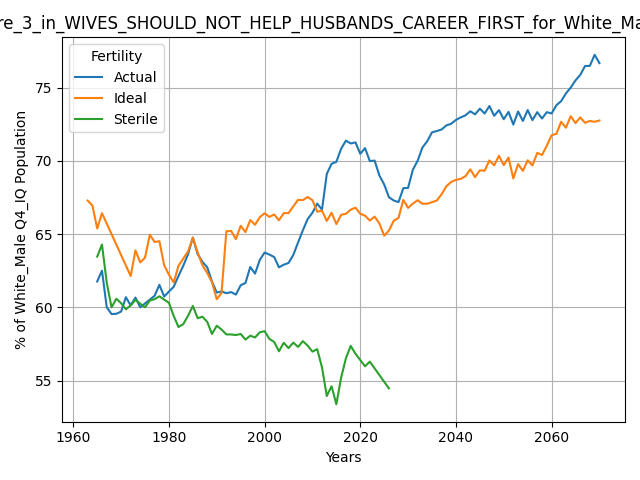 re_3_in_WIVES_SHOULD_NOT_HELP_HUSBANDS_CAREER_FIRST_for_White_Ma
Fertility
Actual
Ideal
Sterile
% of White_Male Q4_IQ Population
75
70
65
60
55
1960
1980
2000
2020
2040
2060
Years